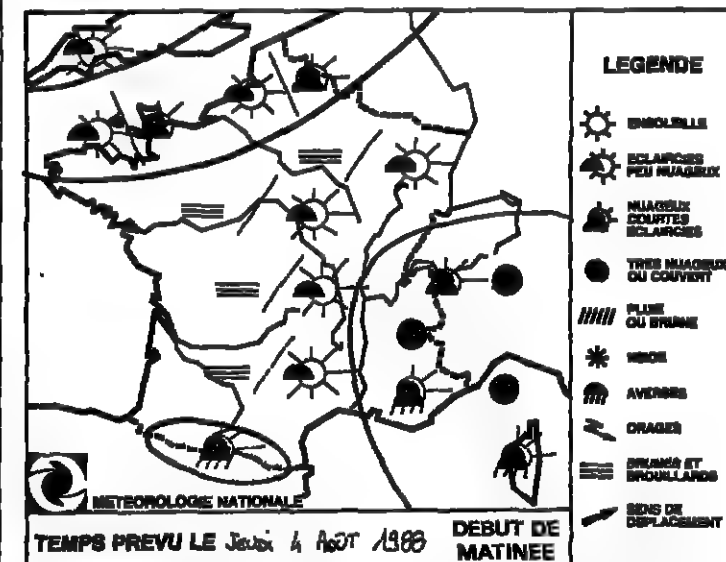 LEGENDE
ENSOLEILLE
ECLAIRCIES
PEU NUAGEUX
NUAGEUX
COURTES
ECLAIRCIES
TRES NUAGEUX
OU COUVERT
PLUIE
OU BRUINE
NEIGE
AVERSES
ORAGES
BRUMES ET
BROUILLARDS
SENS DE
DEPLACEMENT
METEOROLOGIE NATIONALE
TEMPS PREVU LE Jeudi 4 AOUT 1988
DEBUT DE
MATINEE